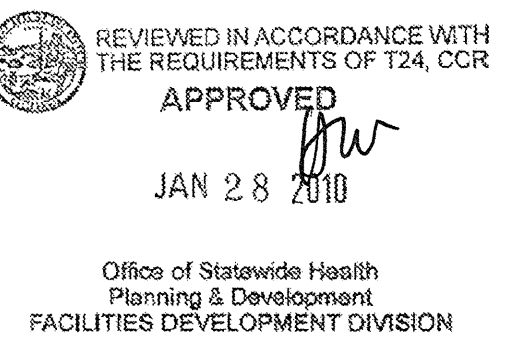 REVIEWED IN ACCORDANCE WITH
THE REQUIREMENTS OF T24, CCR
APPROVED
JAN 28 2010
Office of Statewide Health
Planning & Development
FACILITIES DEVELOPMENT DIVISION